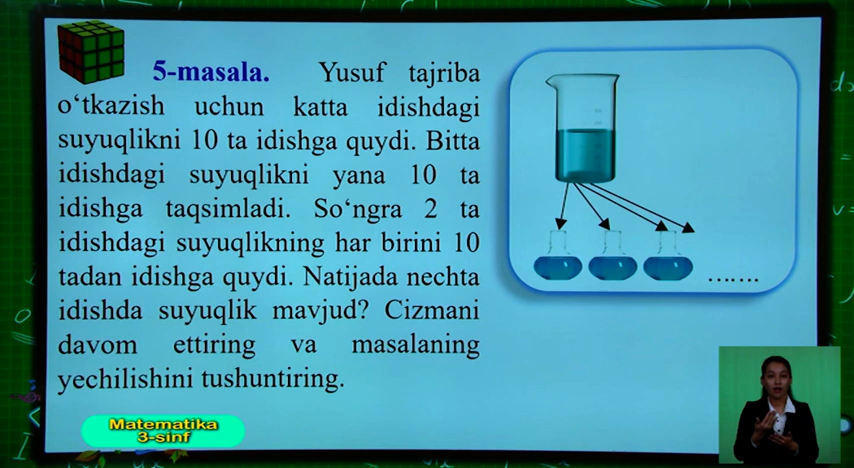 5-masala. Yusuf tajriba
o‘tkazish uchun katta idishdagi
suyuqlikni 10 ta idishga quydi. Bitta
idishdagi suyuqlikni yana 10 ta
idishga taqsimladi. So‘ngra 2 ta
idishdagi suyuqlikning har birini 10
tadan idishga quydi. Natijada nechta
idishda suyuqlik mavjud? Cizmani
davom ettiring va masalaning
yechilishini tushuntiring.
.......
Matematika
3-sinf